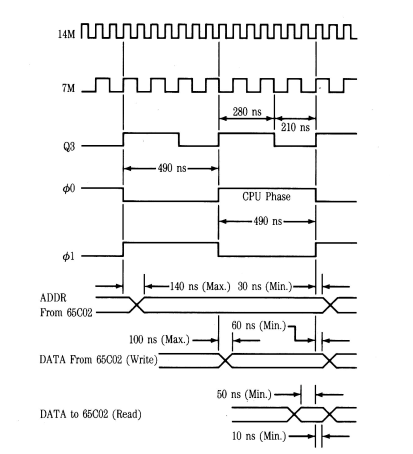 14M
7M
280 ns
210 ns
Q3
490 ns
ϕ0
CPU Phase
490 ns
ϕ1
140 ns (Max.) 30 ns (Min.)
ADDR
From 65C02
60 ns (Min.)
100 ns (Max.)
DATA From 65C02 (Write)
50 ns (Min.)
DATA to 65C02 (Read)
10 ns (Min.)